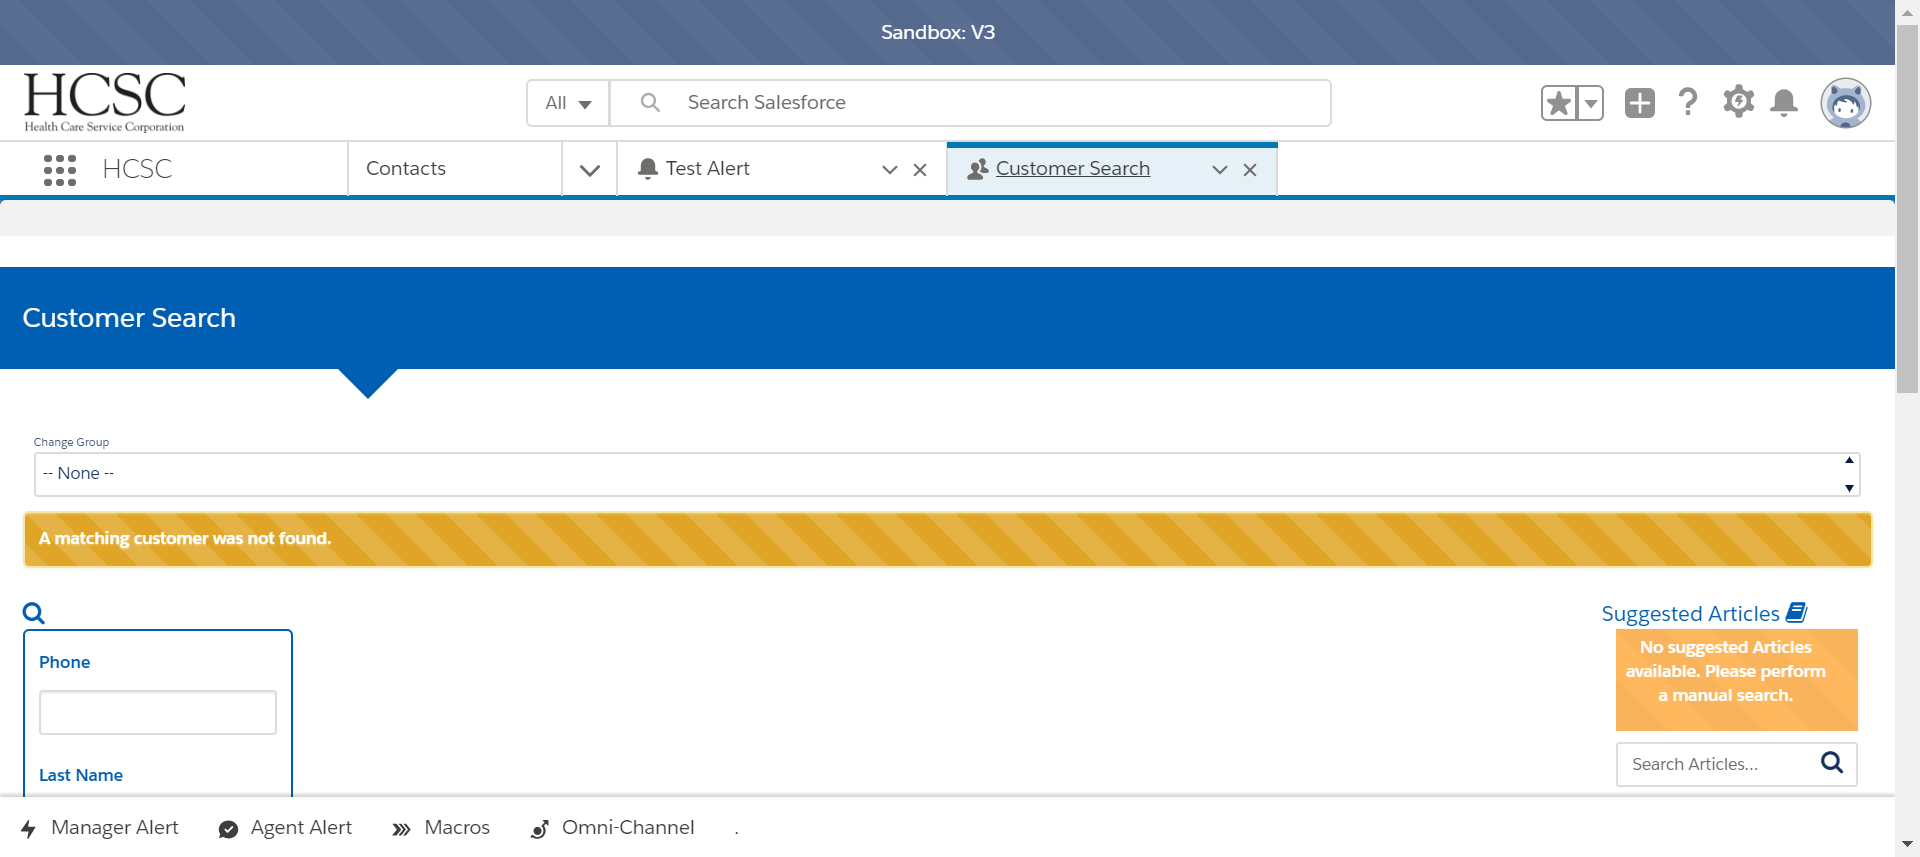 Sandbox: V3
HCSC
Health Care Service Corporation
All
Search Salesforce
HCSC
Contacts
Test Alert
Customer Search
Customer Search
Change Group
-- None --
A matching customer was not found.
Suggested Articles
No suggested Articles
available. Please perform
a manual search.
Phone
Last Name
Search Articles...
Manager Alert
Agent Alert
Macros
Omni-Channel
.